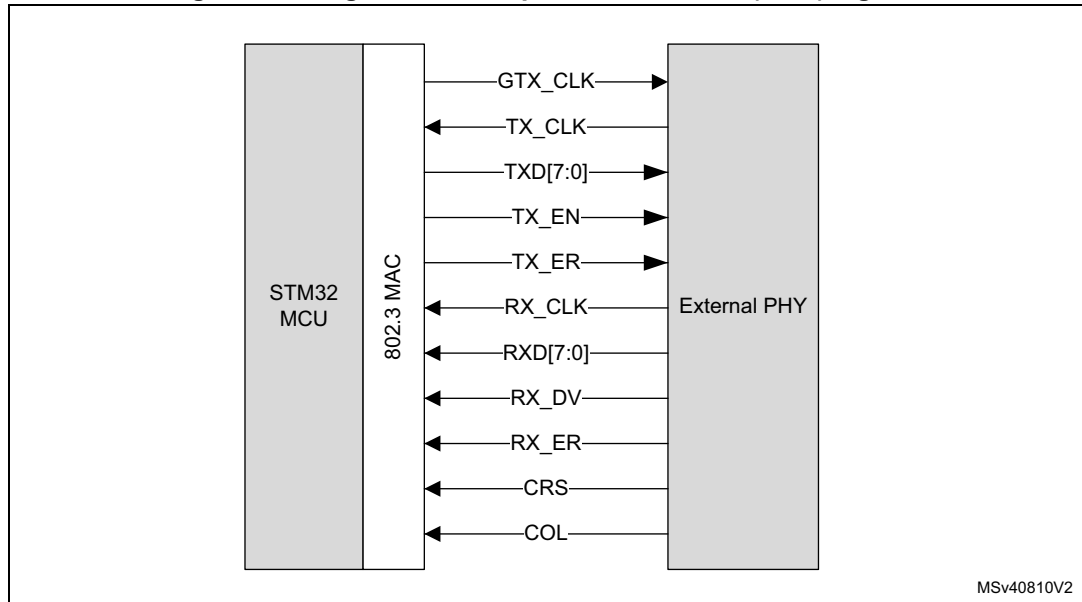 GTX_CLK
TX_CLK
TXD[7:0]
TX_EN
TX_ER
STM32
MCU
802.3 MAC
RX_CLK
External PHY
RXD[7:0]
RX_DV
RX_ER
CRS
COL
MSv40810V2